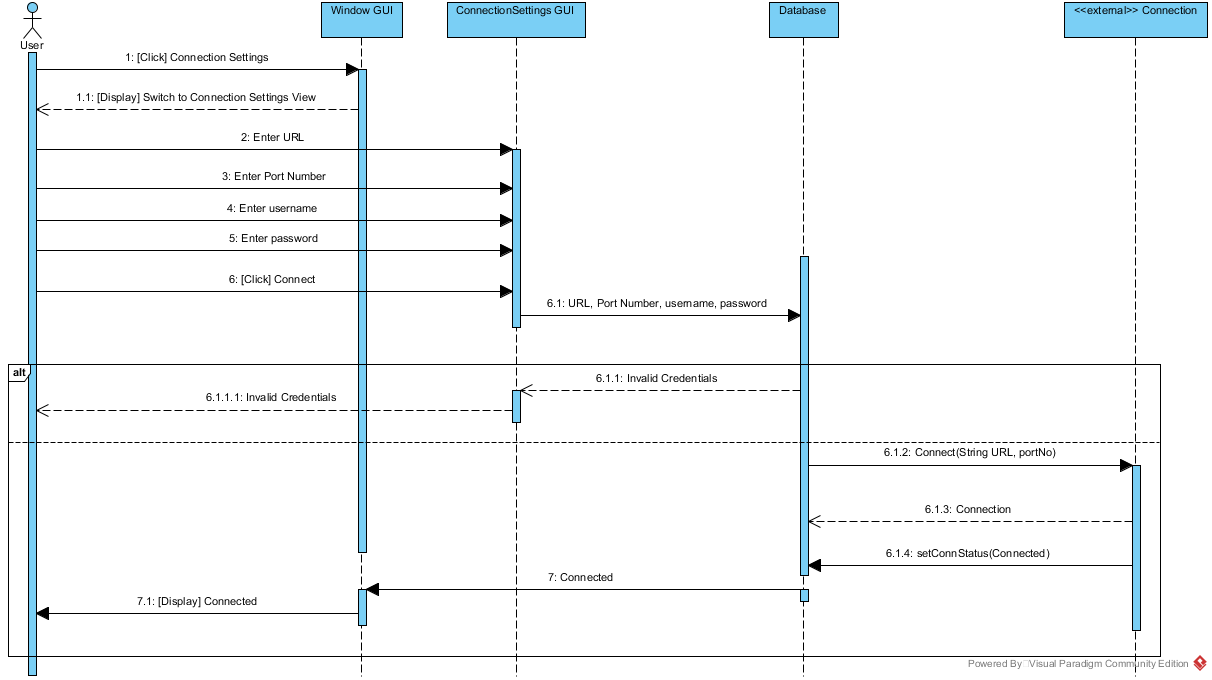 Window GUI
ConnectionSettings GUI
Database
<<external>> Connection
User
1: [Click] Connection Settings
1.1: [Display] Switch to Connection Settings View
2: Enter URL
3: Enter Port Number
4: Enter username
5: Enter password
6: [Click] Connect
6.1: URL, Port Number, username, password
alt
6.1.1: Invalid Credentials
6.1.1.1: Invalid Credentials
6.1.2: Connect(String URL, portNo)
6.1.3: Connection
6.1.4: setConnStatus(Connected)
7: Connected
7.1: [Display] Connected
Powered By Visual Paradigm Community Edition